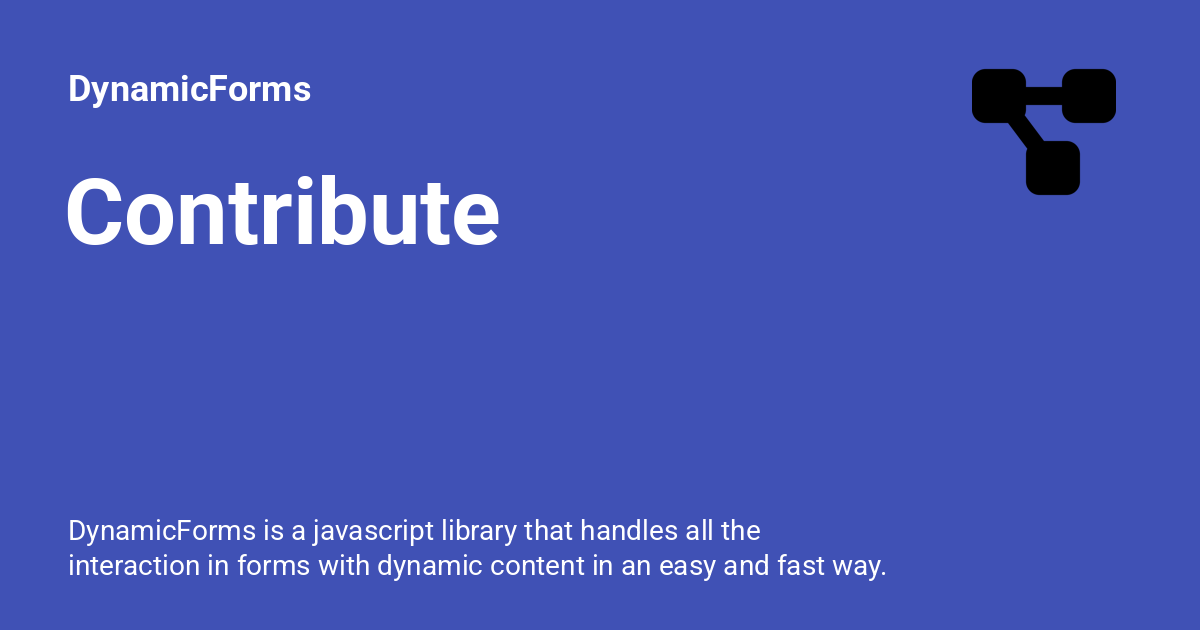 DynamicForms
Contribute
DynamicForms is a javascript library that handles all the
interaction in forms with dynamic content in an easy and fast way.